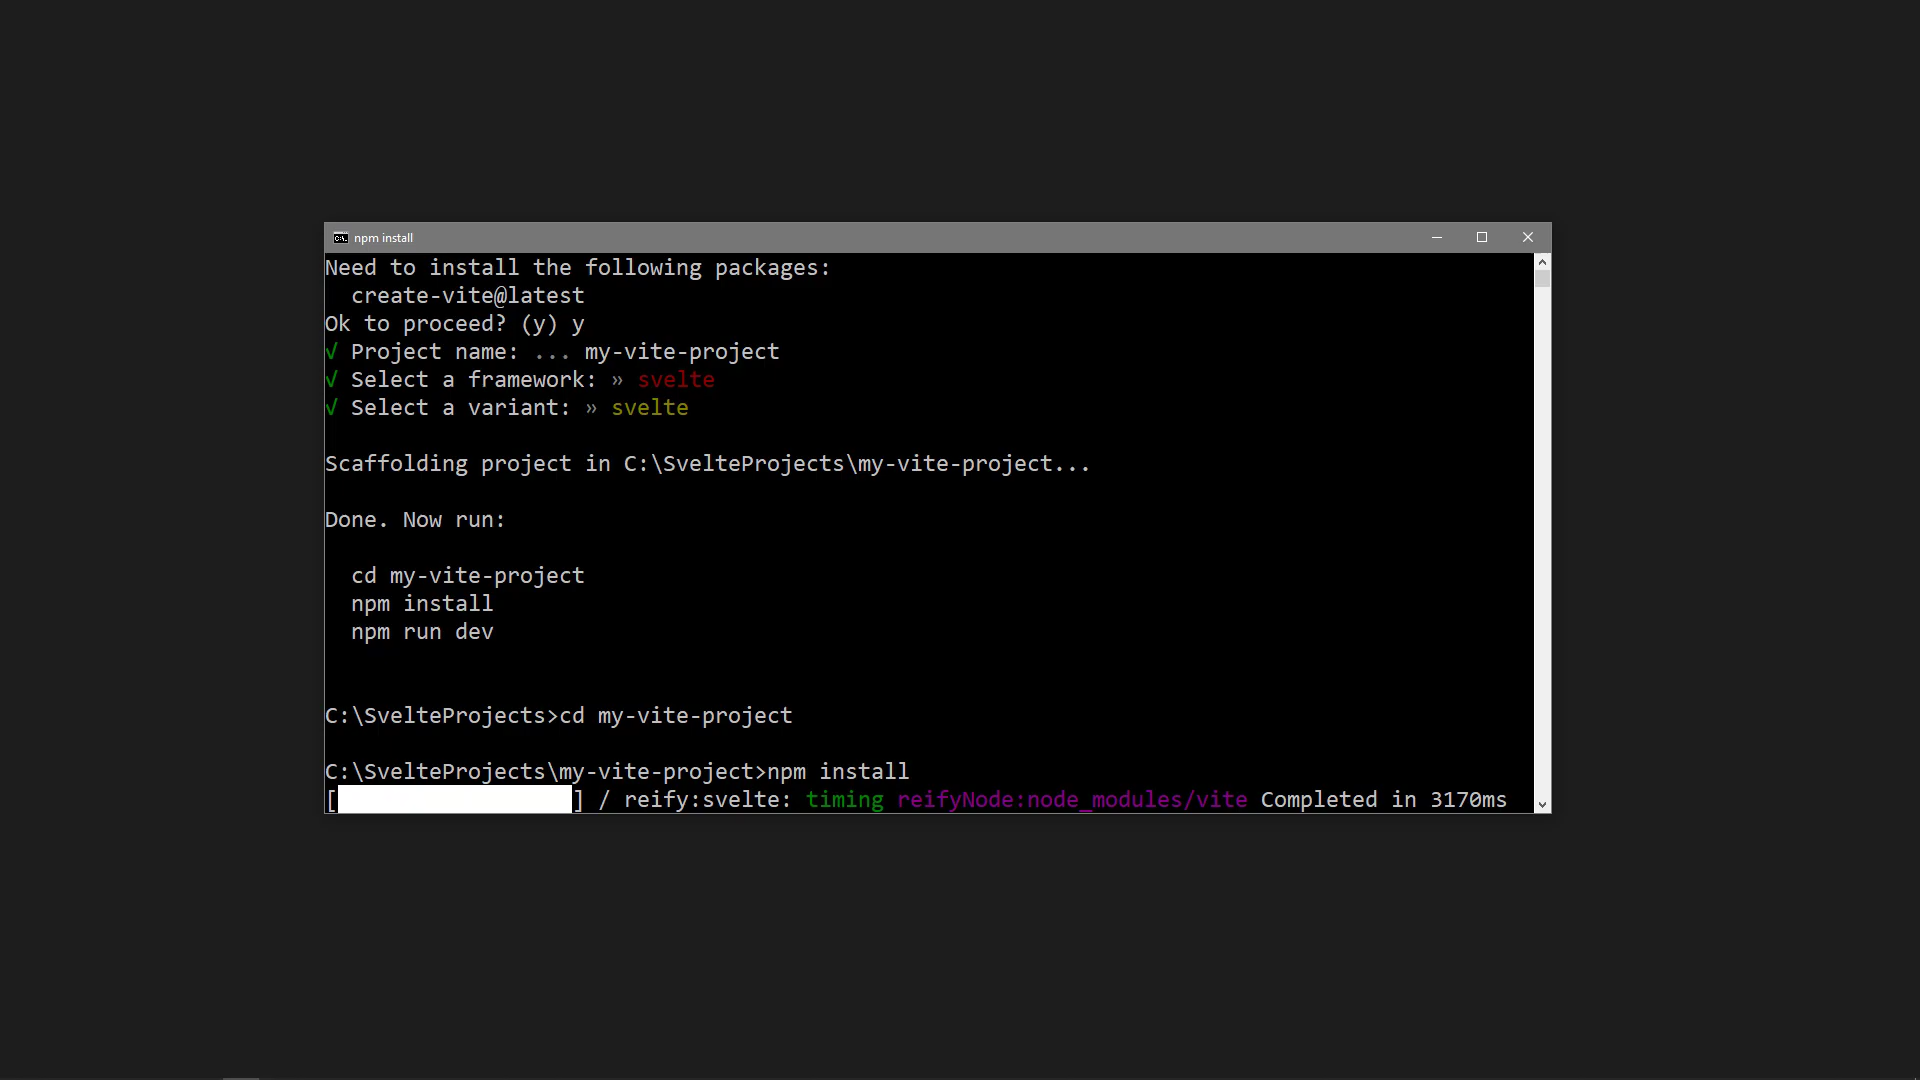 npm install
Need to install the following packages:
create-vite@latest
Ok to proceed? (y) y
√ Project name: ... my-vite-project
√ Select a framework: » svelte
√ Select a variant: » svelte
Scaffolding project in C:\SvelteProjects\my-vite-project...
Done. Now run:
cd my-vite-project
npm install
npm run dev
C:\SvelteProjects>cd my-vite-project
C:\SvelteProjects\my-vite-project>npm install
[                  ] / reify:svelte: timing reifyNode:node_modules/vite Completed in 3170ms